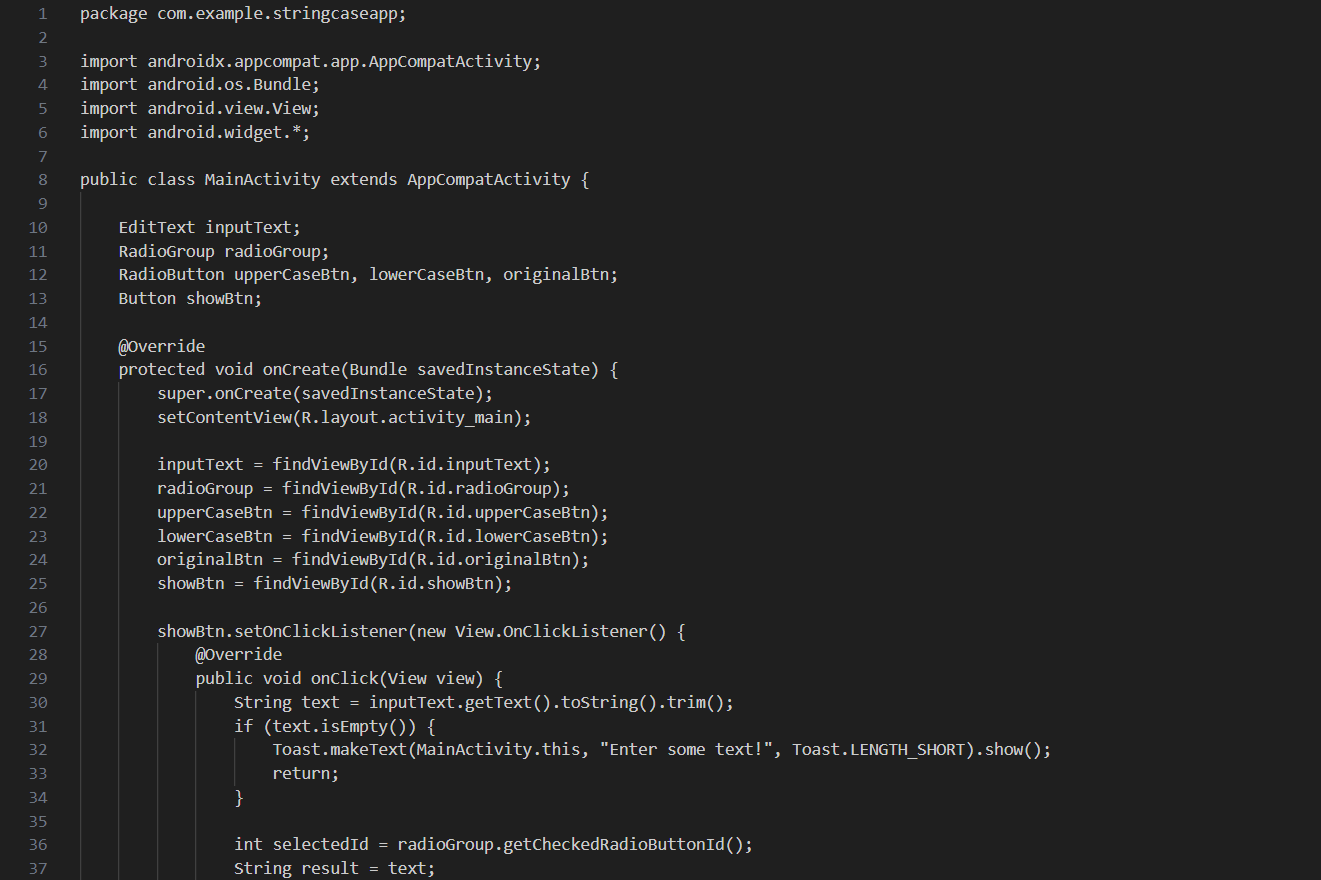 1 package com.example.stringcaseapp;
2
3 import androidx.appcompat.app.AppCompatActivity;
4 import android.os.Bundle;
5 import android.view.View;
6 import android.widget.*;
7
8 public class MainActivity extends AppCompatActivity {
9
10     EditText inputText;
11     RadioGroup radioGroup;
12     RadioButton upperCaseBtn, lowerCaseBtn, originalBtn;
13     Button showBtn;
14
15     @Override
16     protected void onCreate(Bundle savedInstanceState) {
17         super.onCreate(savedInstanceState);
18         setContentView(R.layout.activity_main);
19
20         inputText = findViewById(R.id.inputText);
21         radioGroup = findViewById(R.id.radioGroup);
22         upperCaseBtn = findViewById(R.id.upperCaseBtn);
23         lowerCaseBtn = findViewById(R.id.lowerCaseBtn);
24         originalBtn = findViewById(R.id.originalBtn);
25         showBtn = findViewById(R.id.showBtn);
26
27         showBtn.setOnClickListener(new View.OnClickListener() {
28             @Override
29             public void onClick(View view) {
30                 String text = inputText.getText().toString().trim();
31                 if (text.isEmpty()) {
32                     Toast.makeText(MainActivity.this, "Enter some text!", Toast.LENGTH_SHORT).show();
33                     return;
34                 }
35
36                 int selectedId = radioGroup.getCheckedRadioButtonId();
37                 String result = text;